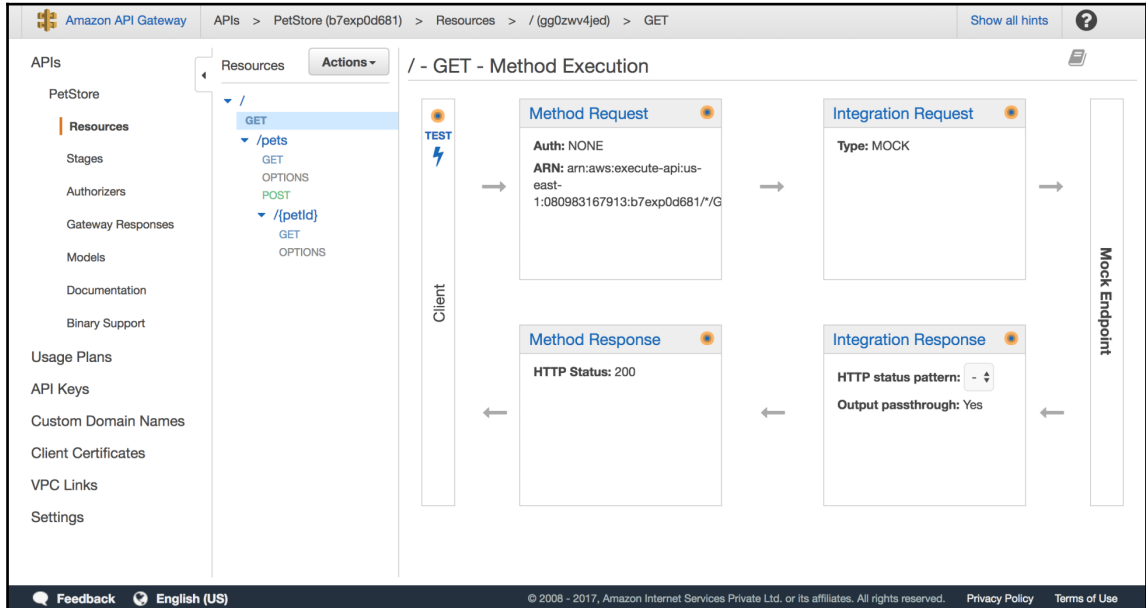 Amazon API Gateway
APIs > PetStore (b7exp0d681) > Resources > / (gg0zwv4jed) > GET
Show all hints
?
APIs
PetStore
Resources
Stages
Authorizers
Gateway Responses
Models
Documentation
Binary Support
Usage Plans
API Keys
Custom Domain Names
Client Certificates
VPC Links
Settings
Resources
Actions
/
GET
/pets
GET
OPTIONS
POST
/{petId}
GET
OPTIONS
/ - GET - Method Execution
TEST
Client
Method Request
Auth: NONE
ARN: arn:aws:execute-api:us-
east-
1:080983167913:b7exp0d681/*/G
Integration Request
Type: MOCK
Mock Endpoint
Method Response
HTTP Status: 200
Integration Response
HTTP status pattern: -
Output passthrough: Yes
Feedback
English (US)
© 2008 - 2017, Amazon Internet Services Private Ltd. or its affiliates. All rights reserved.
Privacy Policy
Terms of Use